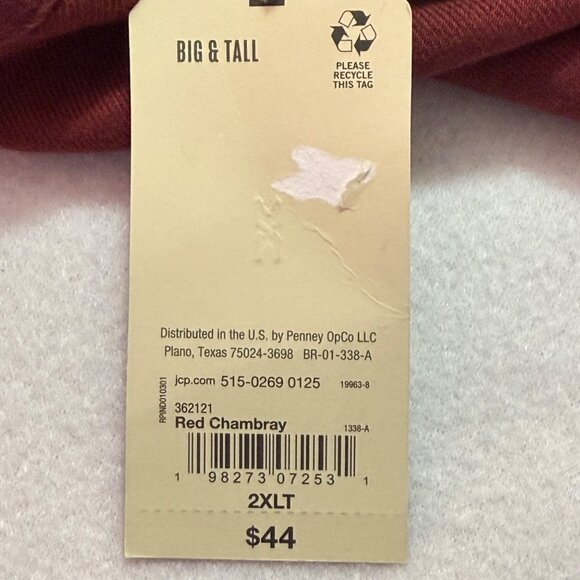 BIG & TALL
PLEASE
RECYCLE
THIS TAG
Distributed in the U.S. by Penney OpCo LLC
Plano, Texas 75024-3698 BR-01-338-A
RPIND010301
jcp.com 515-0269 0125 19963-8
362121
Red Chambray 1338-A
1 98273 07253 1
2XLT
$44